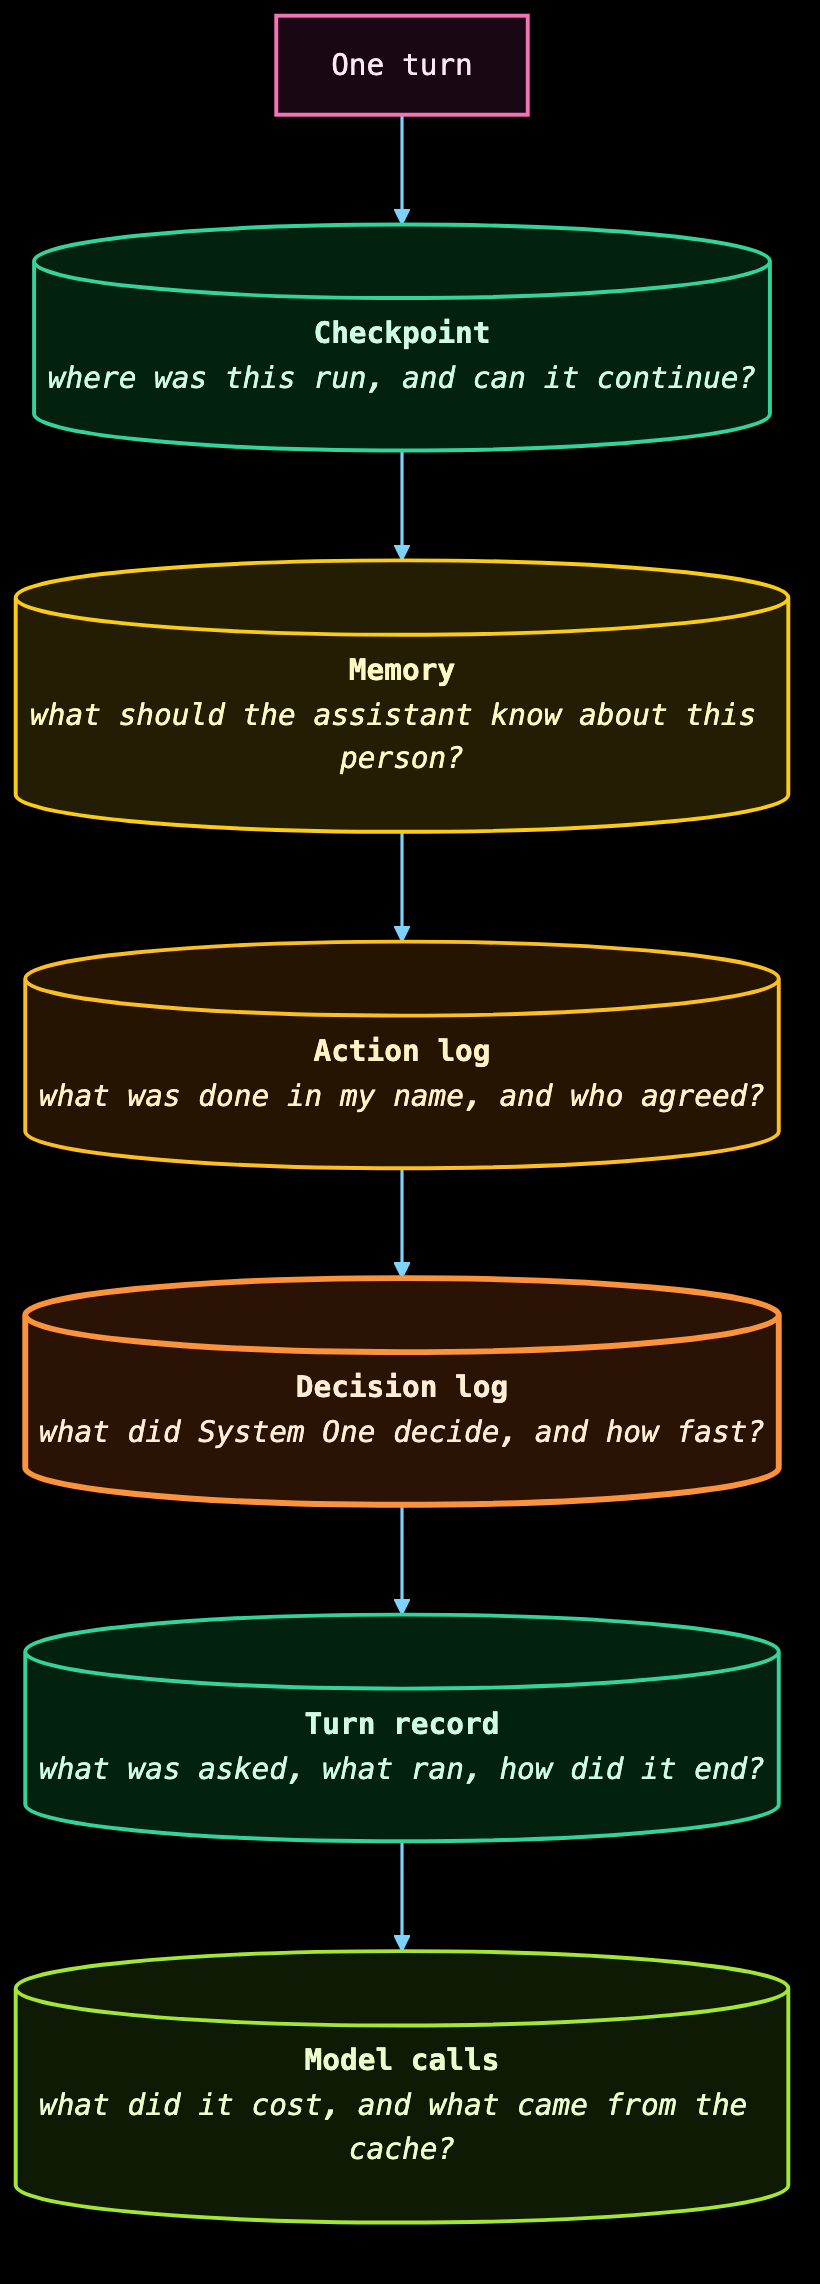 One turn
Checkpoint
where was this run, and can it continue?
Memory
what should the assistant know about this
person?
Action log
what was done in my name, and who agreed?
Decision log
what did System One decide, and how fast?
Turn record
what was asked, what ran, how did it end?
Model calls
what did it cost, and what came from the
cache?